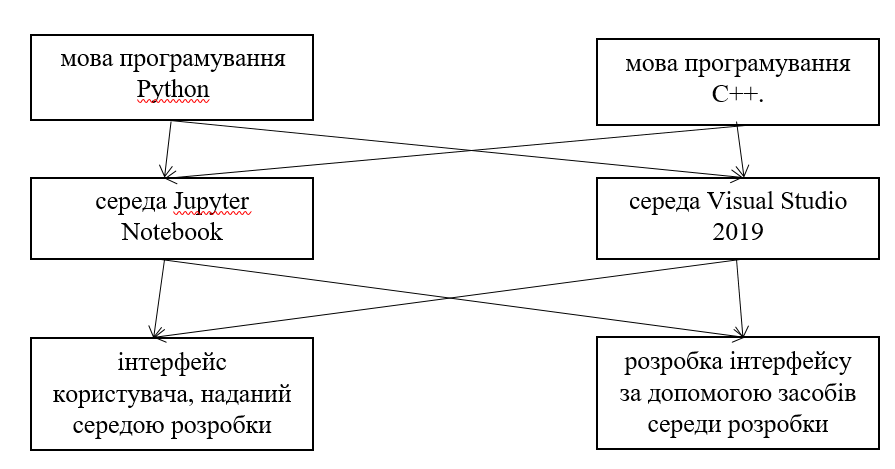 мова програмування
Python
мова програмування
C++.
середа Jupyter
Notebook
середа Visual Studio
2019
інтерфейс
користувача, наданий
середою розробки
розробка інтерфейсу
за допомогою засобів
середи розробки